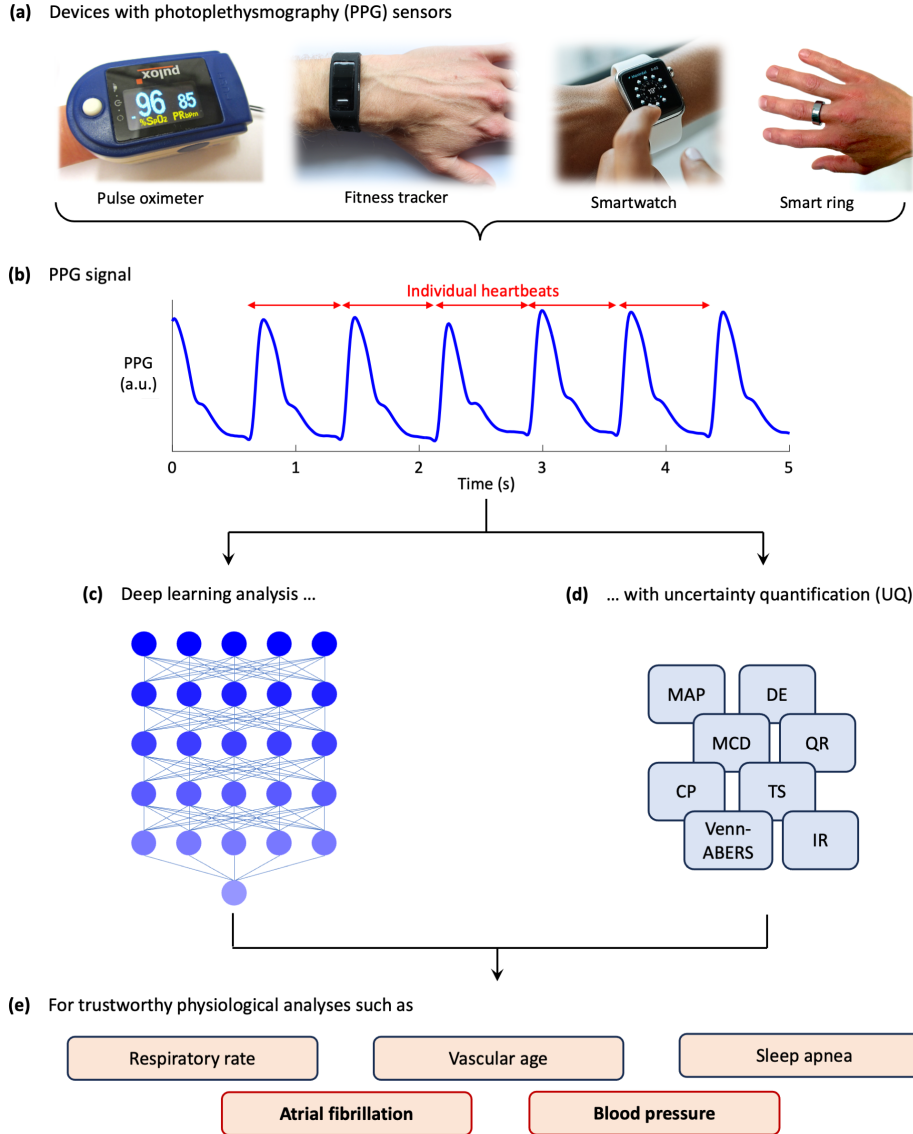 (a) Devices with photoplethysmography (PPG) sensors
pulox
96 85
%SpO2 PRbpm
Pulse oximeter
Fitness tracker
Smartwatch
Smart ring
(b) PPG signal
Individual heartbeats
PPG
(a.u.)
0 1 2 3 4 5
Time (s)
(c) Deep learning analysis ...
(d) ... with uncertainty quantification (UQ)
MAP DE
MCD QR
CP TS
Venn-
ABERS
IR
(e) For trustworthy physiological analyses such as
Respiratory rate
Vascular age
Sleep apnea
Atrial fibrillation
Blood pressure